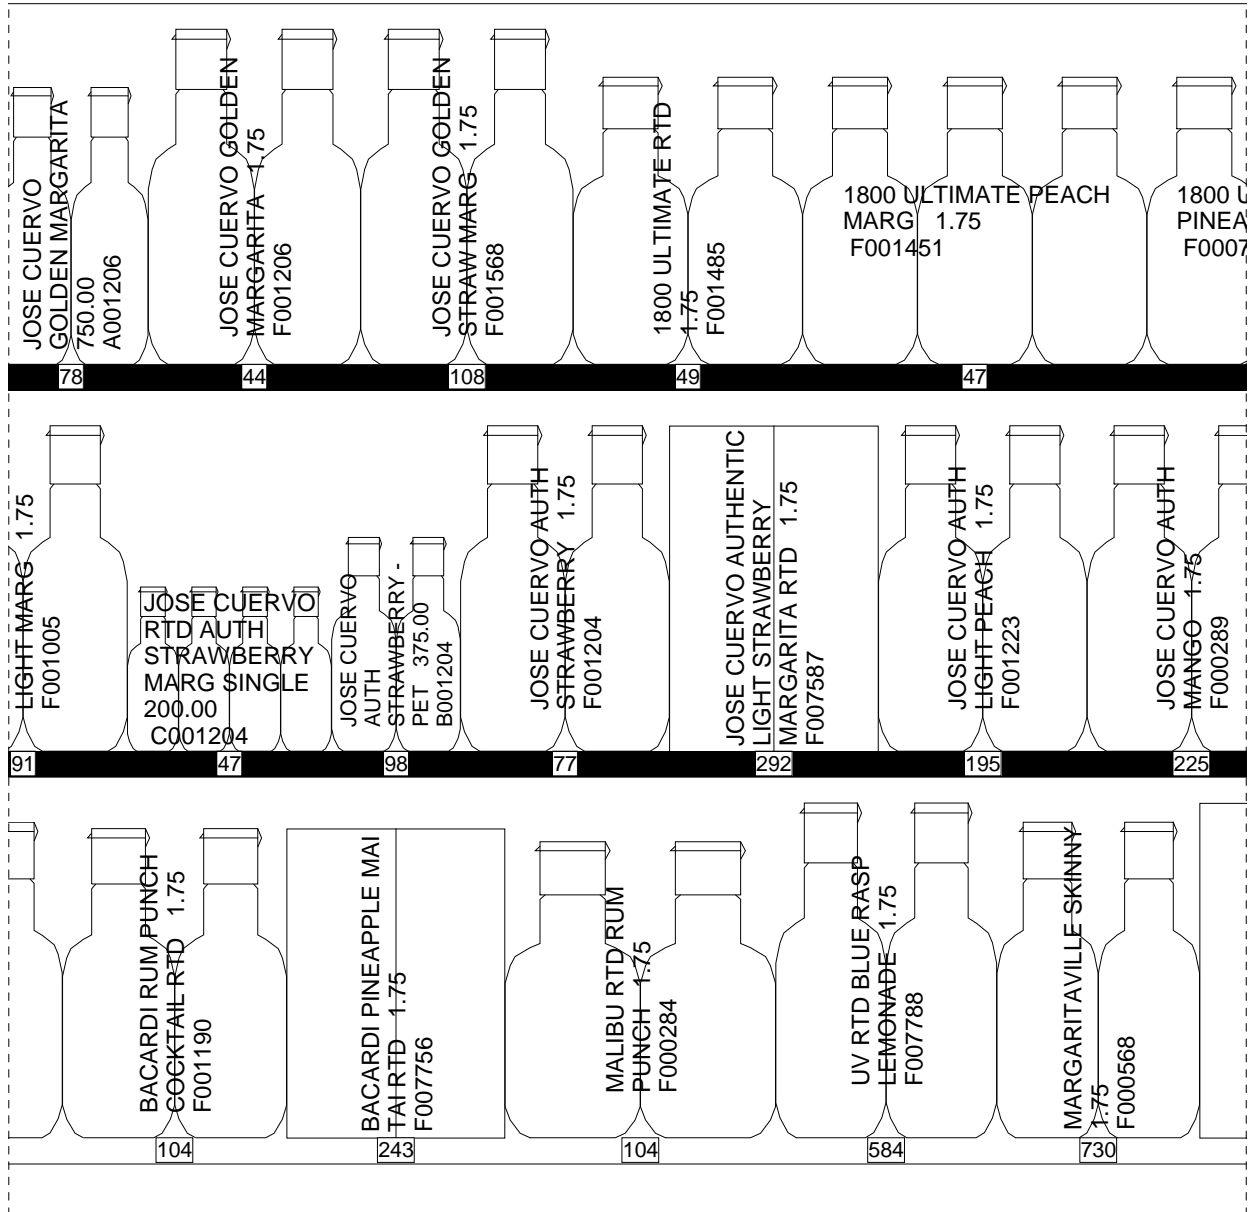 JOSE CUERVO
GOLDEN MARGARITA
750.00
A001206
JOSE CUERVO GOLDEN
MARGARITA 1.75
F001206
JOSE CUERVO GOLDEN
STRAW MARG 1.75
F001568
1800 ULTIMATE RTD
1.75
F001485
1800 ULTIMATE PEACH
MARG 1.75
F001451
1800 U
PINEA
F0007
78
44
108
49
47
LIGHT MARG 1.75
F001005
JOSE CUERVO
RTD AUTH
STRAWBERRY
MARG SINGLE
200.00
C001204
JOSE CUERVO
AUTH
STRAWBERRY -
PET 375.00
B001204
JOSE CUERVO AUTH
STRAWBERRY 1.75
F001204
JOSE CUERVO AUTHENTIC
LIGHT STRAWBERRY
MARGARITA RTD 1.75
F007587
JOSE CUERVO AUTH
LIGHT PEACH 1.75
F001223
JOSE CUERVO AUTH
MANGO 1.75
F000289
91
47
98
77
292
195
225
BACARDI RUM PUNCH
COCKTAIL RTD 1.75
F001190
BACARDI PINEAPPLE MAI
TAI RTD 1.75
F007756
MALIBU RTD RUM
PUNCH 1.75
F000284
UV RTD BLUE RASP
LEMONADE 1.75
F007788
MARGARITAVILLE SKINNY
1.75
F000568
104
243
104
584
730